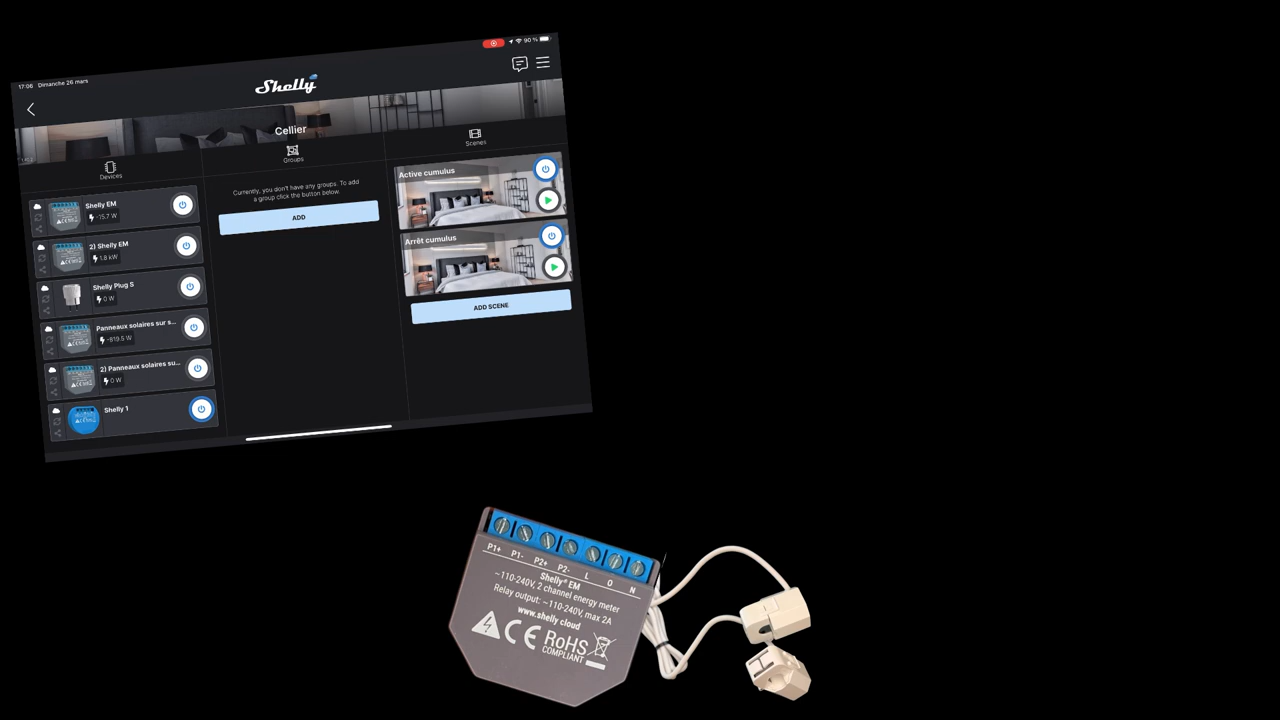 17:08 Dimanche 26 mars
90 %
Shelly
Cellier
Devices
Groups
Scenes
Shelly EM
-15.7 W
2) Shelly EM
1.8 kW
Shelly Plug S
0 W
Panneaux solaires sur s...
-819.5 W
2) Panneaux solaires su...
0 W
Shelly 1
Currently, you don't have any groups. To add
a group click the button below.
ADD
Active cumulus
Arrêt cumulus
ADD SCENE
P1+ P1- P2+ P2- L O N
Shelly® EM
~110-240V, 2 channel energy meter
Relay output: ~110-240V, max 2A
www.shelly cloud
CE RoHS
COMPLIANT